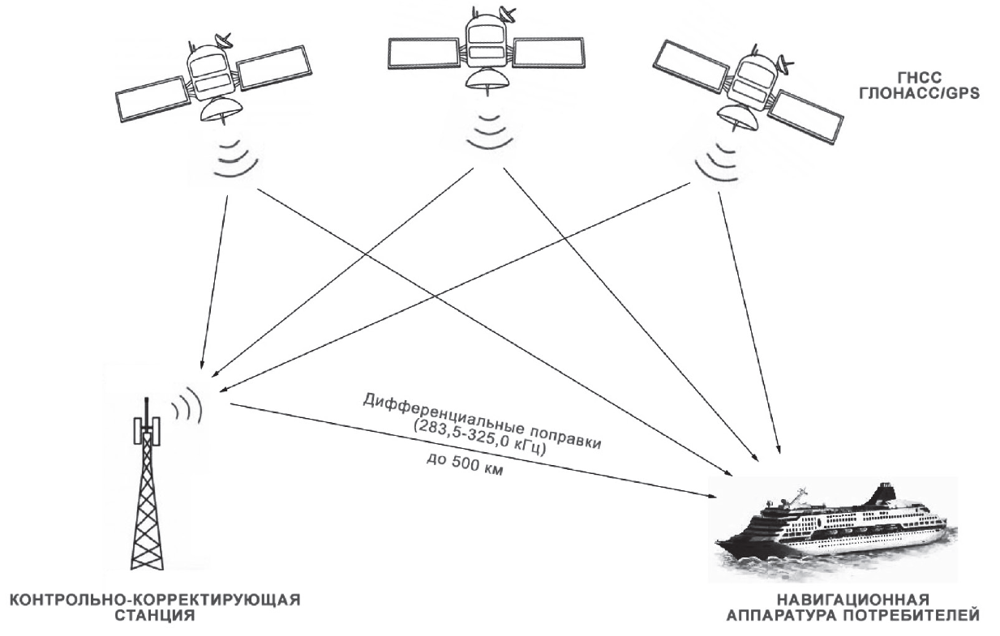 ГНСС
ГЛОНАСС/GPS
Дифференциальные поправки
(283,5-325,0 кГц)
до 500 км
КОНТРОЛЬНО-КОРРЕКТИРУЮЩАЯ
СТАНЦИЯ
НАВИГАЦИОННАЯ
АППАРАТУРА ПОТРЕБИТЕЛЕЙ